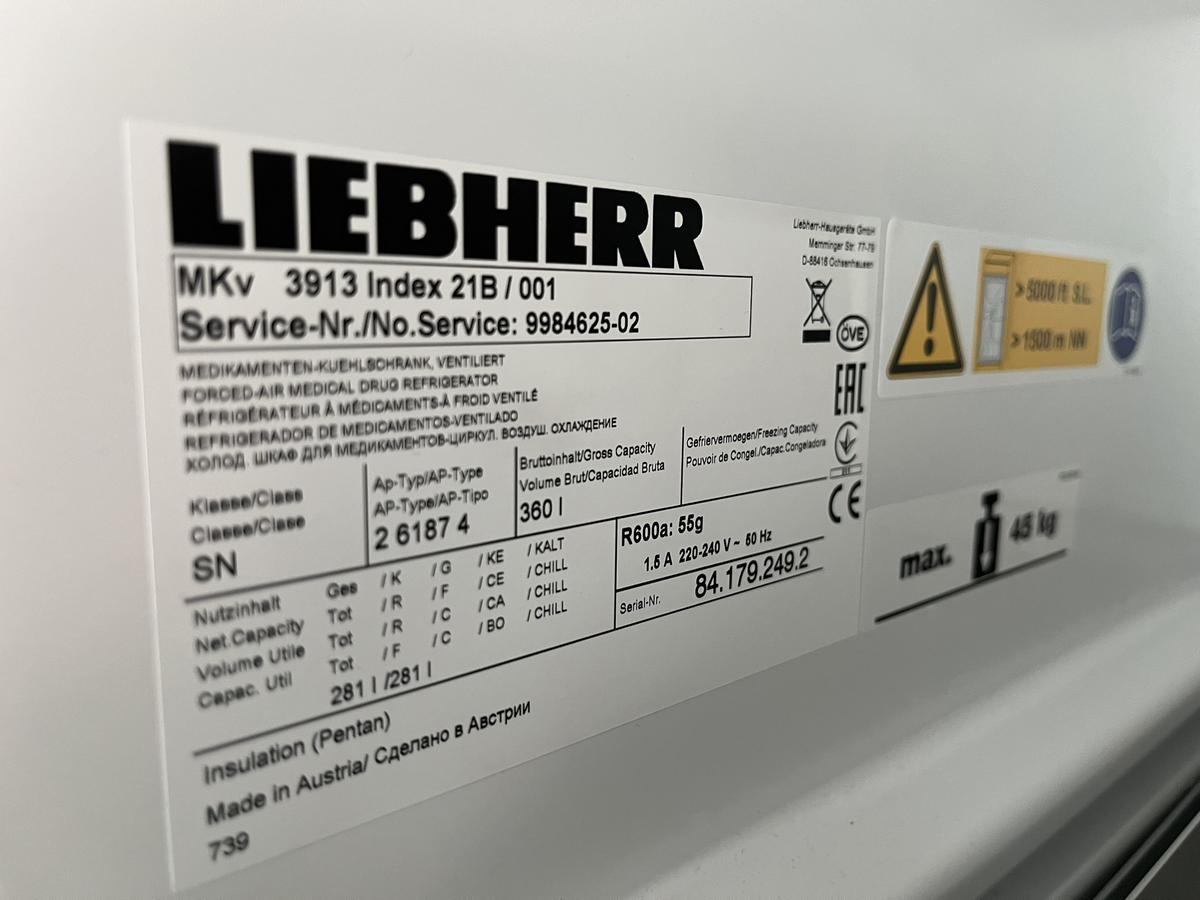 LIEBHERR
Liebherr-Hausgeräte GmbH
Memminger Str. 77-79
D-88416 Ochsenhausen
MKv 3913 Index 21B / 001
Service-Nr./No.Service: 9984625-02
MEDIKAMENTEN-KUEHLSCHRANK, VENTILIERT
FORCED-AIR MEDICAL DRUG REFRIGERATOR
RÉFRIGÉRATEUR À MÉDICAMENTS-À FROID VENTILÉ
REFRIGERADOR DE MEDICAMENTOS-VENTILADO
ХОЛОД. ШКАФ ДЛЯ МЕДИКАМЕНТОВ-ЦИРКУЛ. ВОЗДУШ. ОХЛАЖДЕНИЕ
ÖVE
EAC
CE
Klasse/Class
Classe/Clase
SN
Ap-Typ/AP-Type
AP-Type/AP-Tipo
2 6187 4
Bruttoinhalt/Gross Capacity
Volume Brut/Capacidad Bruta
360 l
Gefriervermoegen/Freezing Capacity
Pouvoir de Congel./Capac.Congeladora
Nutzinhalt Ges / K / G / KE / KALT
Net.Capacity Tot / R / F / CE / CHILL
Volume Utile Tot / R / C / CA / CHILL
Capac. Util Tot / F / C / BO / CHILL
281 l /281 l
R600a: 55g
1.5 A 220-240 V ~ 50 Hz
Serial-Nr. 84.179.249.2
Insulation (Pentan)
Made in Austria/ Сделано в Австрии
739
> 5000 ft S.L.
> 1500 m NN
max. 45 kg